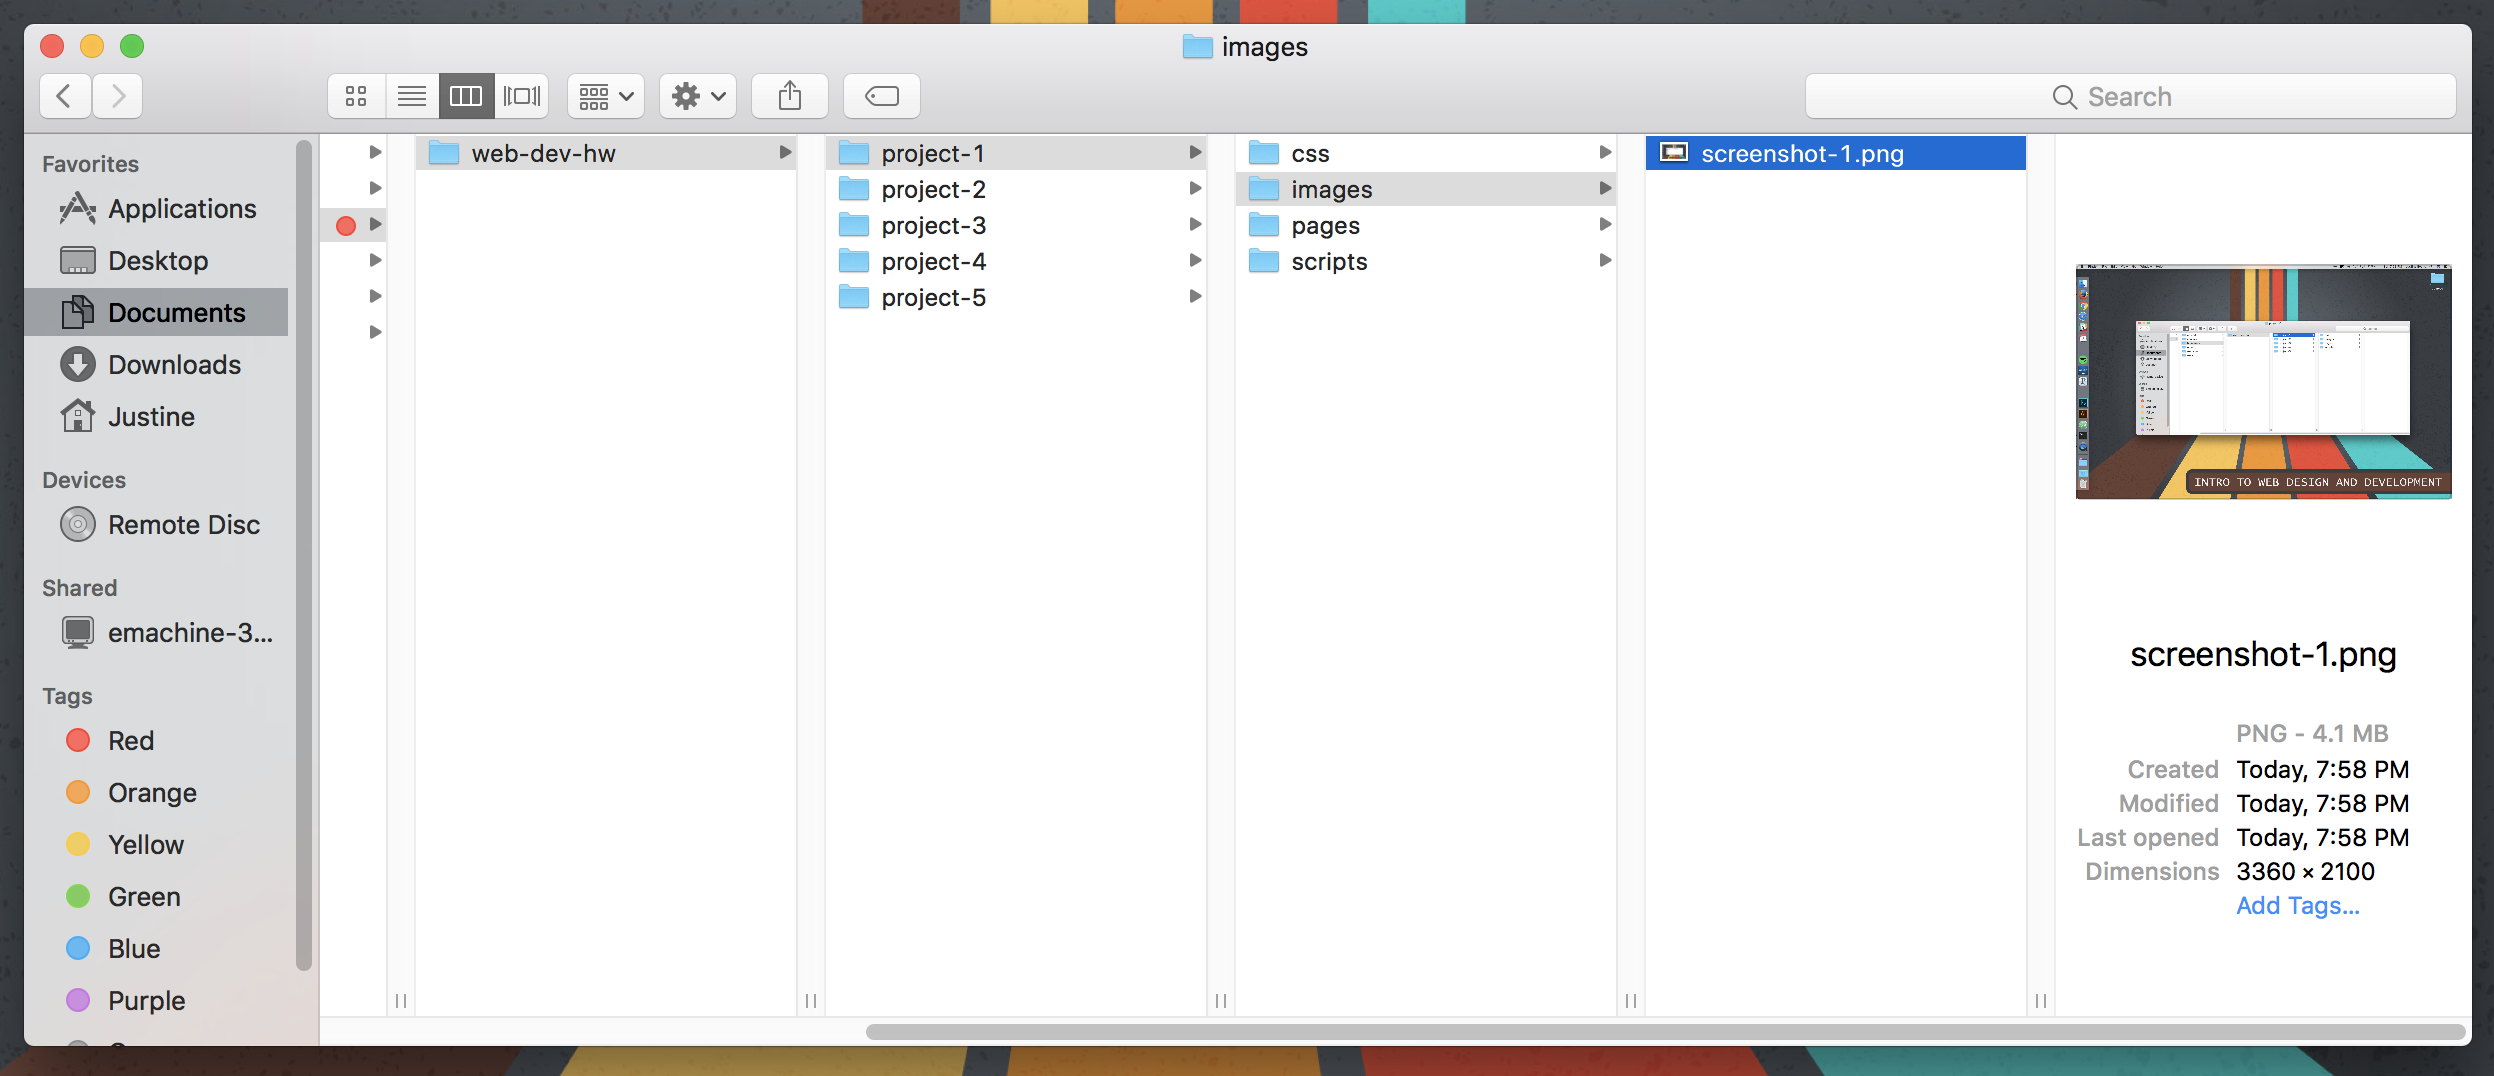 images
Search
Favorites
Applications
Desktop
Documents
Downloads
Justine
Devices
Remote Disc
Shared
emachine-3...
Tags
Red
Orange
Yellow
Green
Blue
Purple
web-dev-hw
project-1
project-2
project-3
project-4
project-5
css
images
pages
scripts
screenshot-1.png
INTRO TO WEB DESIGN AND DEVELOPMENT
screenshot-1.png
PNG - 4.1 MB
Created Today, 7:58 PM
Modified Today, 7:58 PM
Last opened Today, 7:58 PM
Dimensions 3360 × 2100
Add Tags...